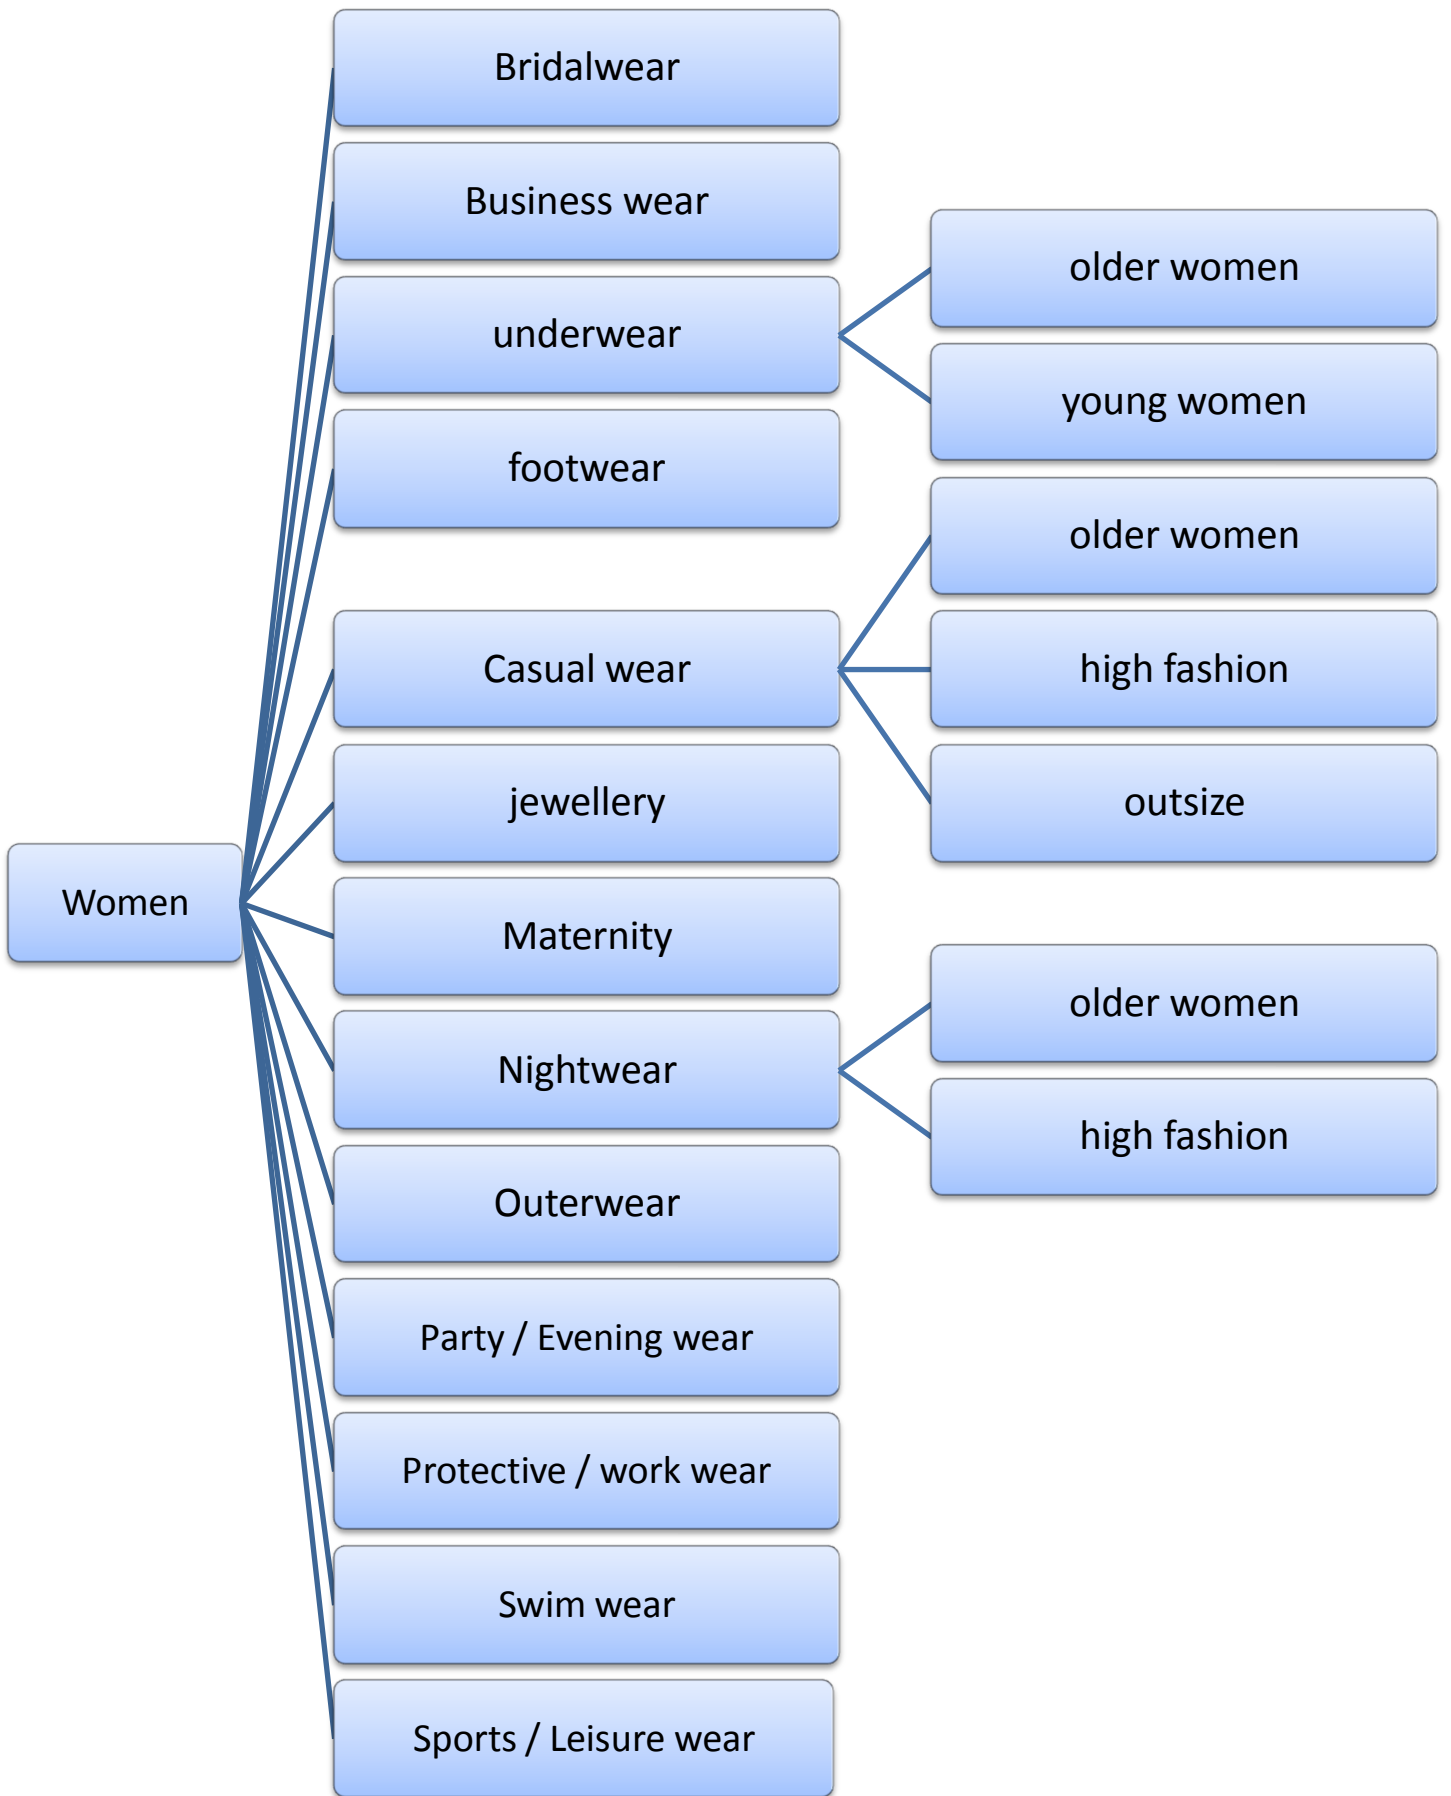 Women
Bridalwear
Business wear
underwear
older women
young women
footwear
Casual wear
older women
high fashion
outsize
jewellery
Maternity
Nightwear
older women
high fashion
Outerwear
Party / Evening wear
Protective / work wear
Swim wear
Sports / Leisure wear